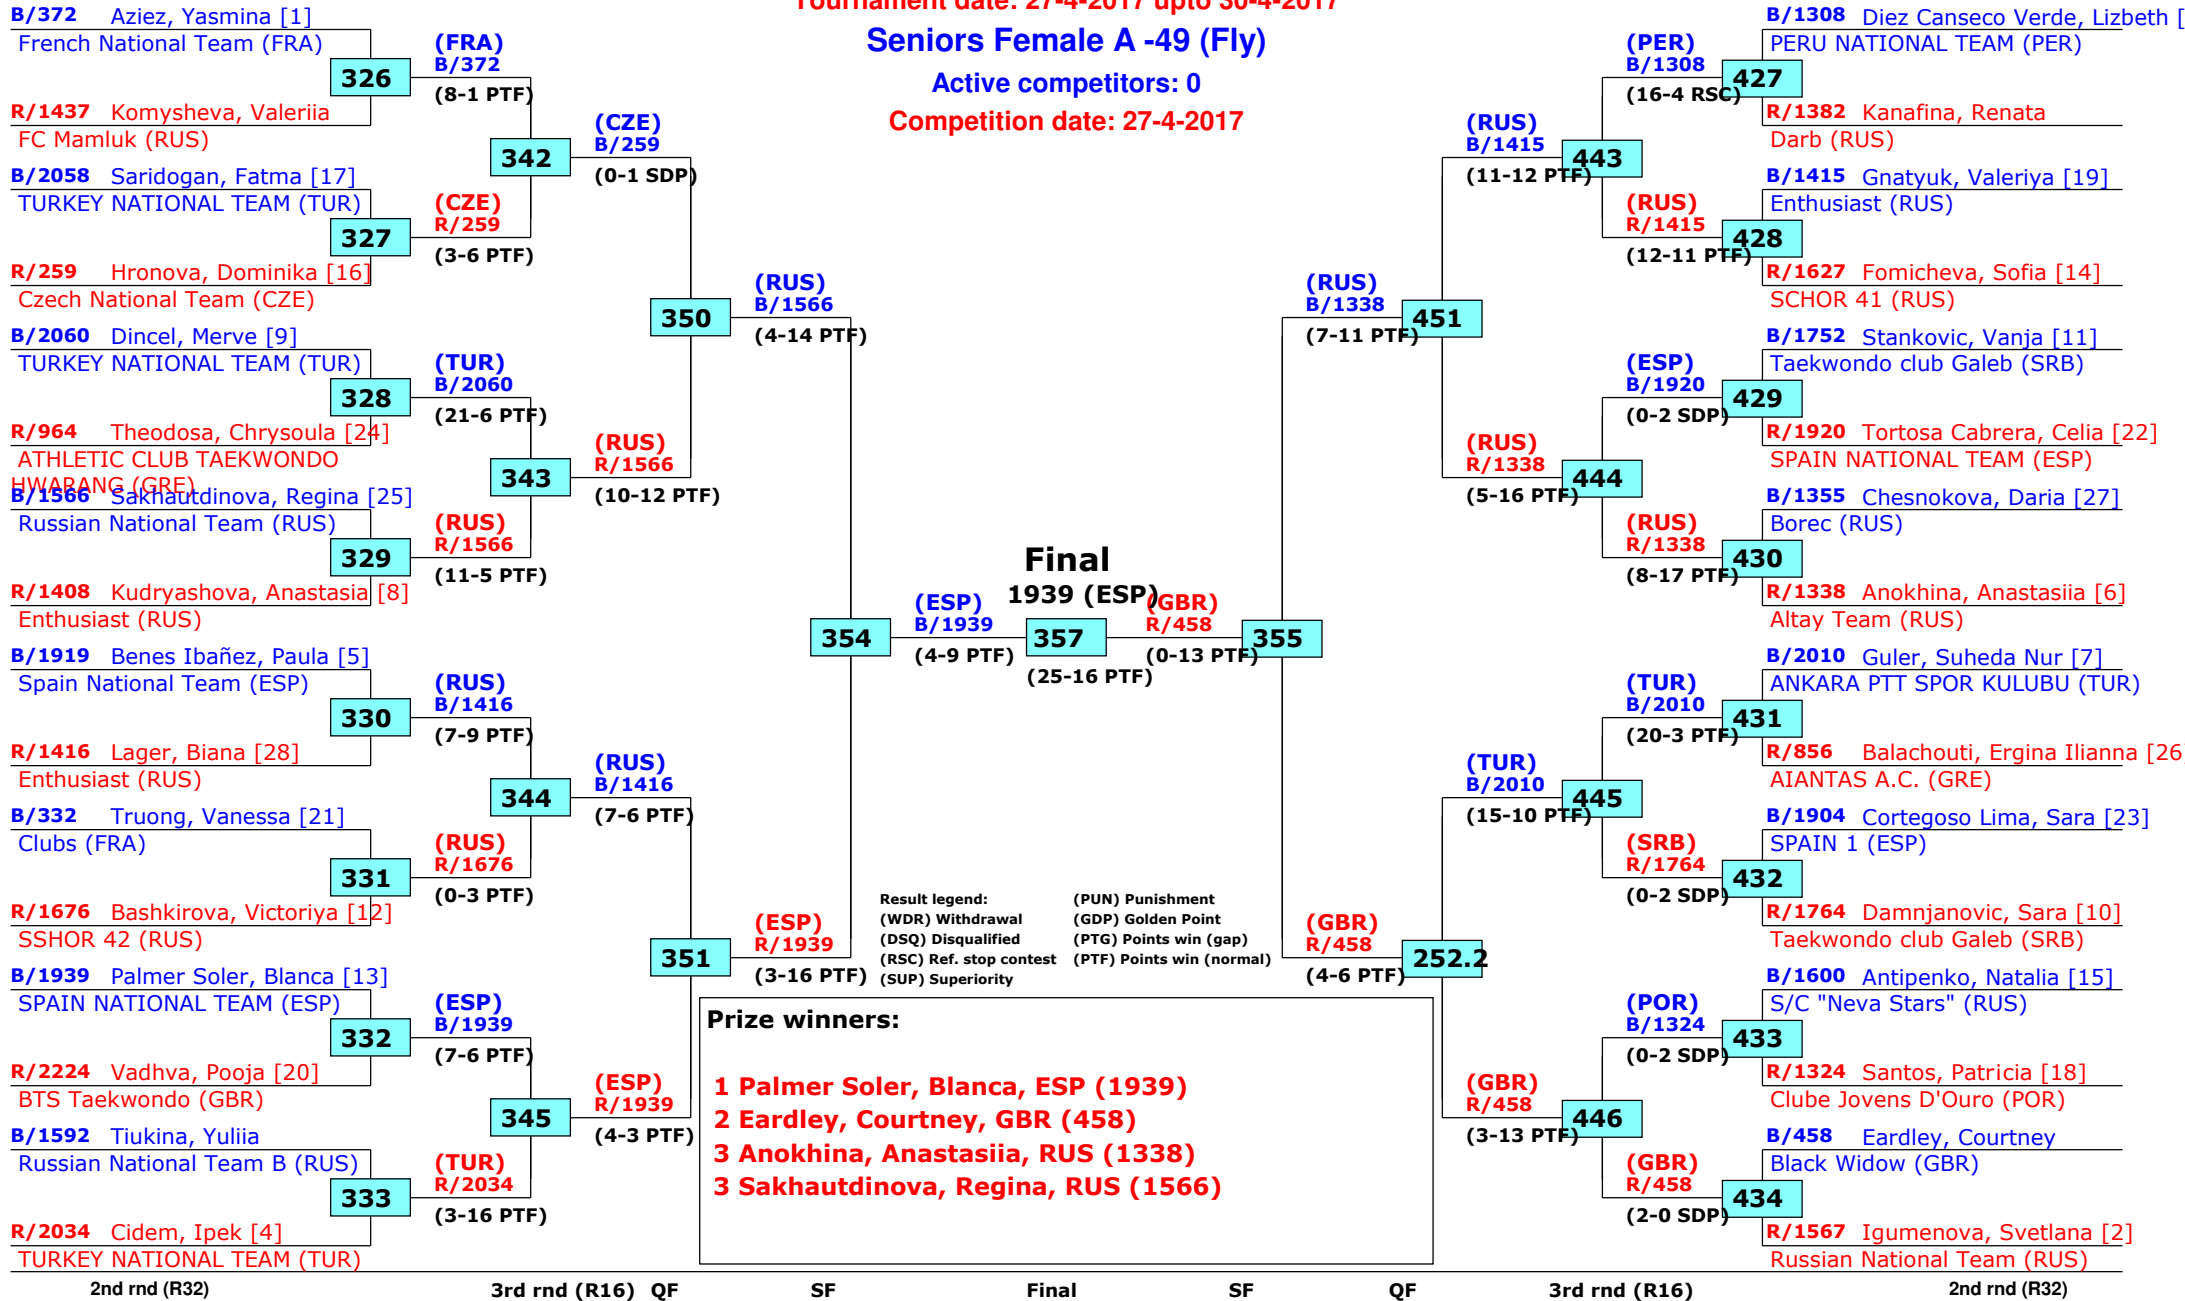 Tournament date: 27-4-2017 upto 30-4-2017
Seniors Female A -49 (Fly)
Active competitors: 0
Competition date: 27-4-2017
B/372 Aziez, Yasmina [1]
French National Team (FRA)
326
R/1437 Komysheva, Valeriia
FC Mamluk (RUS)
B/2058 Saridogan, Fatma [17]
TURKEY NATIONAL TEAM (TUR)
327
R/259 Hronova, Dominika [16]
Czech National Team (CZE)
B/2060 Dincel, Merve [9]
TURKEY NATIONAL TEAM (TUR)
328
R/964 Theodosa, Chrysoula [24]
ATHLETIC CLUB TAEKWONDO
HWARANG (GRE)
B/1566 Sakhautdinova, Regina [25]
Russian National Team (RUS)
329
R/1408 Kudryashova, Anastasia [8]
Enthusiast (RUS)
B/1919 Benes Ibañez, Paula [5]
Spain National Team (ESP)
330
R/1416 Lager, Biana [28]
Enthusiast (RUS)
B/332 Truong, Vanessa [21]
Clubs (FRA)
331
R/1676 Bashkirova, Victoriya [12]
SSHOR 42 (RUS)
B/1939 Palmer Soler, Blanca [13]
SPAIN NATIONAL TEAM (ESP)
332
R/2224 Vadhva, Pooja [20]
BTS Taekwondo (GBR)
B/1592 Tiukina, Yuliia
Russian National Team B (RUS)
333
R/2034 Cidem, Ipek [4]
TURKEY NATIONAL TEAM (TUR)
(FRA)
B/372
(8-1 PTF)
342
(CZE)
R/259
(3-6 PTF)
(TUR)
B/2060
(21-6 PTF)
343
(RUS)
R/1566
(11-5 PTF)
(RUS)
B/1416
(7-9 PTF)
344
(RUS)
R/1676
(0-3 PTF)
(ESP)
B/1939
(7-6 PTF)
345
(TUR)
R/2034
(3-16 PTF)
(CZE)
B/259
(0-1 SDP)
350
(RUS)
R/1566
(10-12 PTF)
(RUS)
B/1416
(7-6 PTF)
351
(ESP)
R/1939
(4-3 PTF)
(RUS)
B/1566
(4-14 PTF)
354
(ESP)
R/1939
(3-16 PTF)
(ESP)
B/1939
(4-9 PTF)
Final
1939 (ESP)
357
(25-16 PTF)
(GBR)
R/458
(0-13 PTF)
355
(RUS)
B/1338
(7-11 PTF)
(GBR)
R/458
(4-6 PTF)
451
252.2
(RUS)
B/1415
(11-12 PTF)
(RUS)
R/1338
(5-16 PTF)
(TUR)
B/2010
(15-10 PTF)
(GBR)
R/458
(3-13 PTF)
443
444
445
446
(PER)
B/1308
(16-4 RSC)
(RUS)
R/1415
(12-11 PTF)
(ESP)
B/1920
(0-2 SDP)
(RUS)
R/1338
(8-17 PTF)
(TUR)
B/2010
(20-3 PTF)
(SRB)
R/1764
(0-2 SDP)
(POR)
B/1324
(0-2 SDP)
(GBR)
R/458
(2-0 SDP)
B/1308 Diez Canseco Verde, Lizbeth [
PERU NATIONAL TEAM (PER)
427
R/1382 Kanafina, Renata
Darb (RUS)
B/1415 Gnatyuk, Valeriya [19]
Enthusiast (RUS)
428
R/1627 Fomicheva, Sofia [14]
SCHOR 41 (RUS)
B/1752 Stankovic, Vanja [11]
Taekwondo club Galeb (SRB)
429
R/1920 Tortosa Cabrera, Celia [22]
SPAIN NATIONAL TEAM (ESP)
B/1355 Chesnokova, Daria [27]
Borec (RUS)
430
R/1338 Anokhina, Anastasiia [6]
Altay Team (RUS)
B/2010 Guler, Suheda Nur [7]
ANKARA PTT SPOR KULUBU (TUR)
431
R/856 Balachouti, Ergina Ilianna [26
AIANTAS A.C. (GRE)
B/1904 Cortegoso Lima, Sara [23]
SPAIN 1 (ESP)
432
R/1764 Damnjanovic, Sara [10]
Taekwondo club Galeb (SRB)
B/1600 Antipenko, Natalia [15]
S/C "Neva Stars" (RUS)
433
R/1324 Santos, Patricia [18]
Clube Jovens D'Ouro (POR)
B/458 Eardley, Courtney
Black Widow (GBR)
434
R/1567 Igumenova, Svetlana [2]
Russian National Team (RUS)
Result legend:
(WDR) Withdrawal
(DSQ) Disqualified
(RSC) Ref. stop contest
(SUP) Superiority
(PUN) Punishment
(GDP) Golden Point
(PTG) Points win (gap)
(PTF) Points win (normal)
Prize winners:
1 Palmer Soler, Blanca, ESP (1939)
2 Eardley, Courtney, GBR (458)
3 Anokhina, Anastasiia, RUS (1338)
3 Sakhautdinova, Regina, RUS (1566)
2nd rnd (R32) 3rd rnd (R16) QF SF Final SF QF 3rd rnd (R16) 2nd rnd (R32)